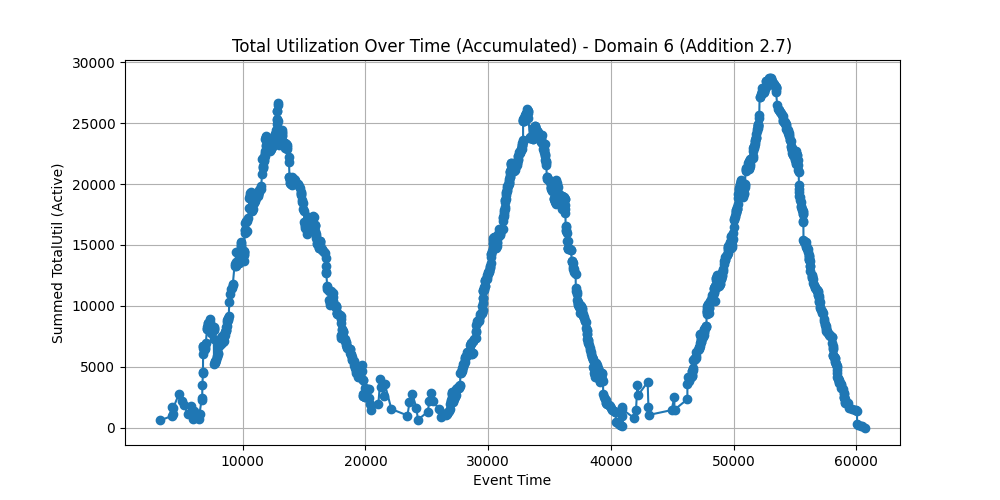 Total Utilization Over Time (Accumulated) - Domain 6 (Addition 2.7)
Summed TotalUtil (Active)
30000
25000
20000
15000
10000
5000
0
10000 20000 30000 40000 50000 60000
Event Time